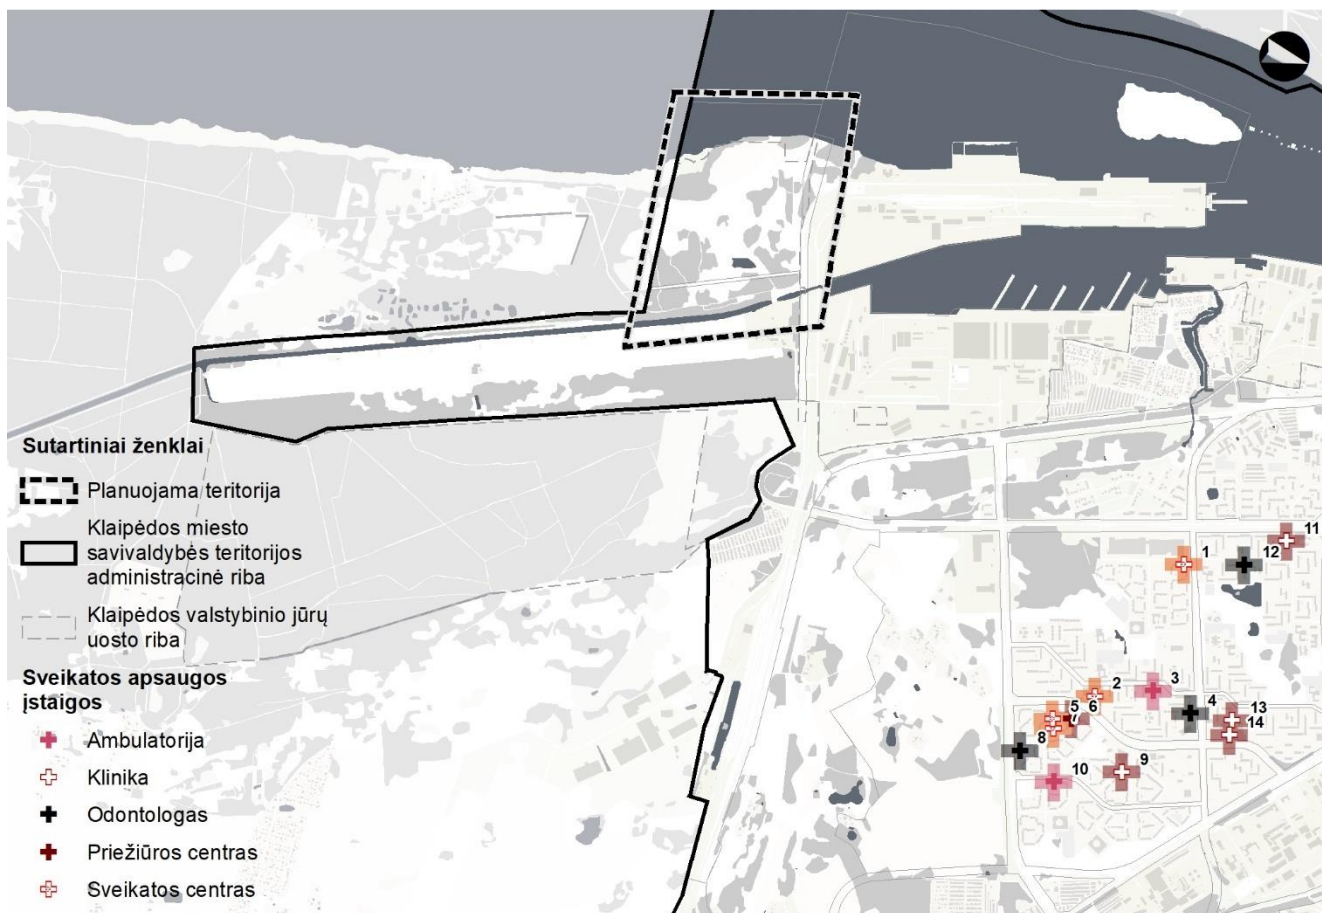 11
1
12
Sutartiniai ženklai
Planuojama teritorija
Klaipėdos miesto
savivaldybės teritorijos
administracinė riba
Klaipėdos valstybinio jūrų
uosto riba
Sveikatos apsaugos
įstaigos
Ambulatorija
Klinika
Odontologas
Priežiūros centras
Sveikatos centras
2
3
5
6
4
13
7
14
8
9
10